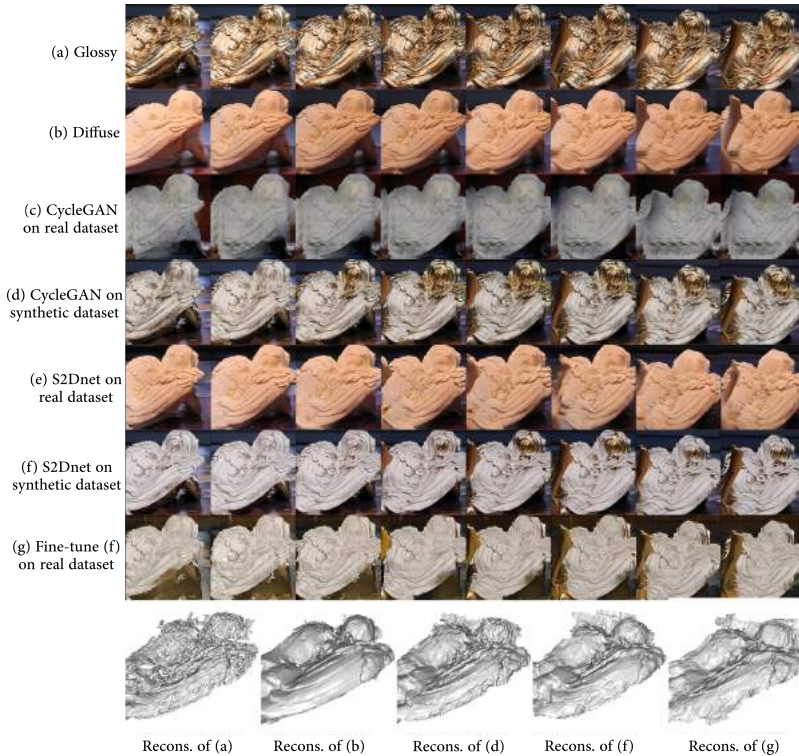 (a) Glossy
(b) Diffuse
(c) CycleGAN
on real dataset
(d) CycleGAN on
synthetic dataset
(e) S2Dnet on
real dataset
(f) S2Dnet on
synthetic dataset
(g) Fine-tune (f)
on real dataset
Recons. of (a) Recons. of (b) Recons. of (d) Recons. of (f) Recons. of (g)